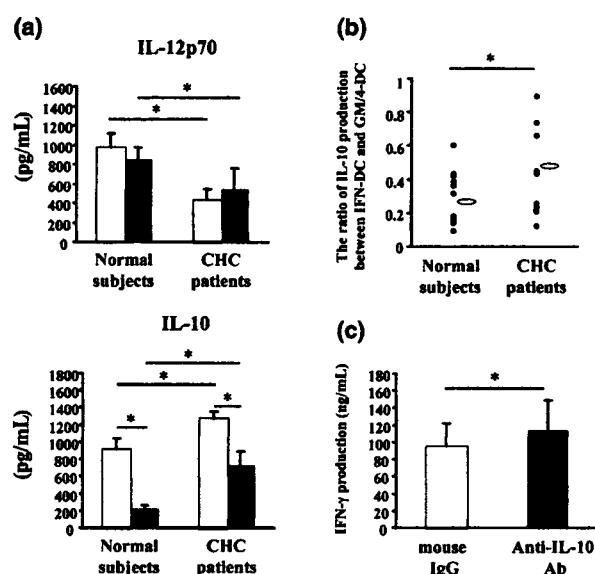 (a)
IL-12p70
*
*
(pg/mL)
1600
1400
1200
1000
800
600
400
200
0
Normal subjects
CHC patients
IL-10
*
*
*
*
(pg/mL)
1800
1600
1400
1200
1000
800
600
400
200
0
Normal subjects
CHC patients
(b)
*
The ratio of IL-10 production
between IFN-DC and GM/4-DC
1
0.8
0.6
0.4
0.2
0
Normal subjects
CHC patients
(c)
*
IFN-γ production (ng/mL)
180
160
140
120
100
80
60
40
20
0
mouse IgG
Anti-IL-10 Ab